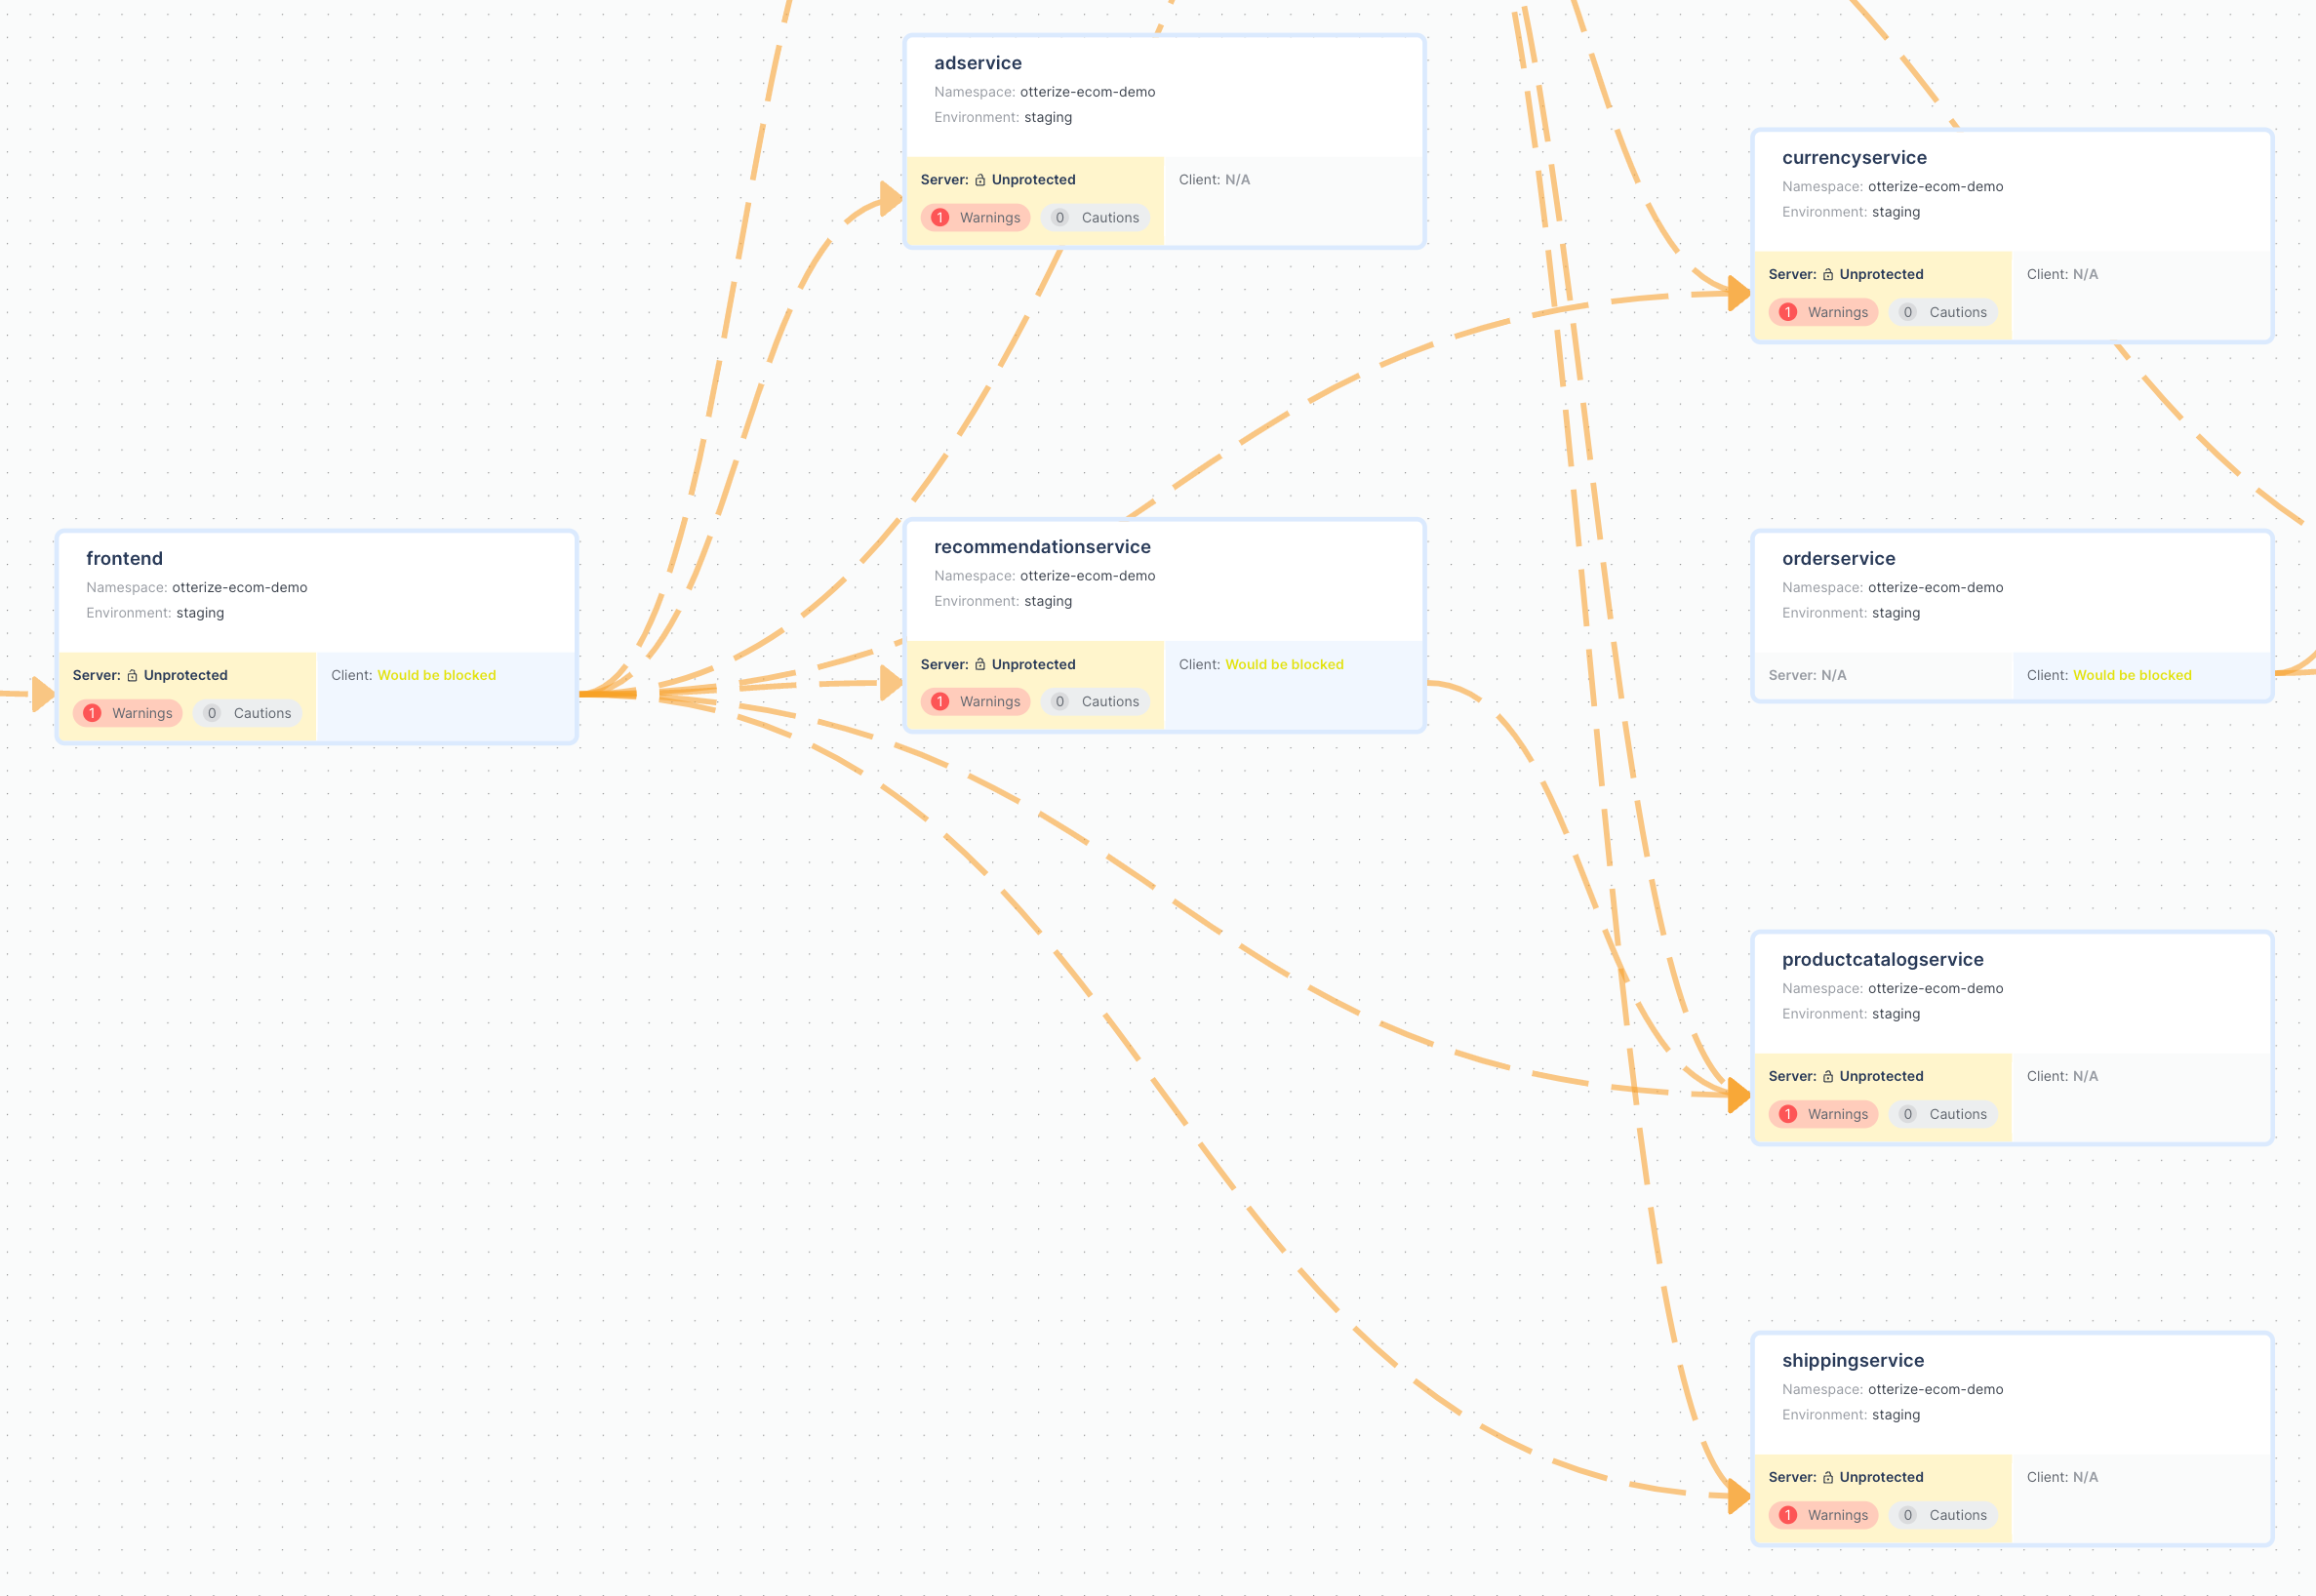 adservice
Namespace: otterize-ecom-demo
Environment: staging
Server: Unprotected
Client: N/A
1 Warnings 0 Cautions
currencyservice
Namespace: otterize-ecom-demo
Environment: staging
Server: Unprotected
Client: N/A
1 Warnings 0 Cautions
frontend
Namespace: otterize-ecom-demo
Environment: staging
Server: Unprotected
Client: Would be blocked
1 Warnings 0 Cautions
recommendationservice
Namespace: otterize-ecom-demo
Environment: staging
Server: Unprotected
Client: Would be blocked
1 Warnings 0 Cautions
orderservice
Namespace: otterize-ecom-demo
Environment: staging
Server: N/A
Client: Would be blocked
productcatalogservice
Namespace: otterize-ecom-demo
Environment: staging
Server: Unprotected
Client: N/A
1 Warnings 0 Cautions
shippingservice
Namespace: otterize-ecom-demo
Environment: staging
Server: Unprotected
Client: N/A
1 Warnings 0 Cautions